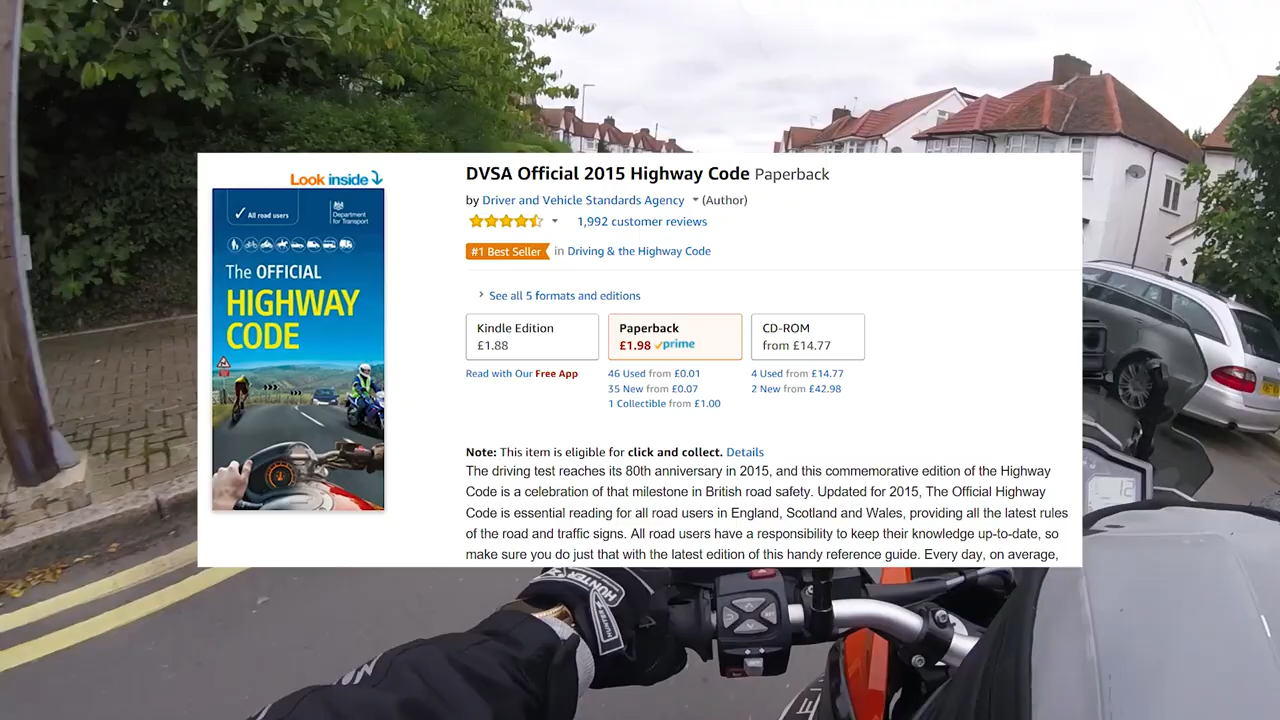 Look inside
All road users
Department
for Transport
The OFFICIAL
HIGHWAY
CODE
DVSA Official 2015 Highway Code Paperback
by Driver and Vehicle Standards Agency (Author)
1,992 customer reviews
#1 Best Seller in Driving & the Highway Code
See all 5 formats and editions
Kindle Edition
£1.88
Paperback
£1.98 prime
CD-ROM
from £14.77
Read with Our Free App
46 Used from £0.01
35 New from £0.07
1 Collectible from £1.00
4 Used from £14.77
2 New from £42.98
Note: This item is eligible for click and collect. Details
The driving test reaches its 80th anniversary in 2015, and this commemorative edition of the Highway
Code is a celebration of that milestone in British road safety. Updated for 2015, The Official Highway
Code is essential reading for all road users in England, Scotland and Wales, providing all the latest rules
of the road and traffic signs. All road users have a responsibility to keep their knowledge up-to-date, so
make sure you do just that with the latest edition of this handy reference guide. Every day, on average,
HUNTER
HUNTER